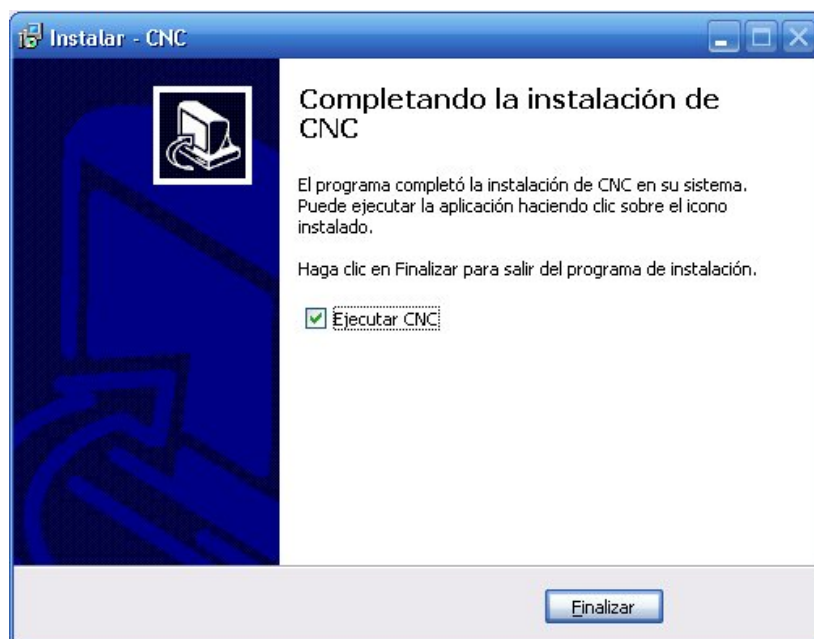 Instalar - CNC
Completando la instalación de
CNC
El programa completó la instalación de CNC en su sistema.
Puede ejecutar la aplicación haciendo clic sobre el icono
instalado.
Haga clic en Finalizar para salir del programa de instalación.
Ejecutar CNC
Finalizar